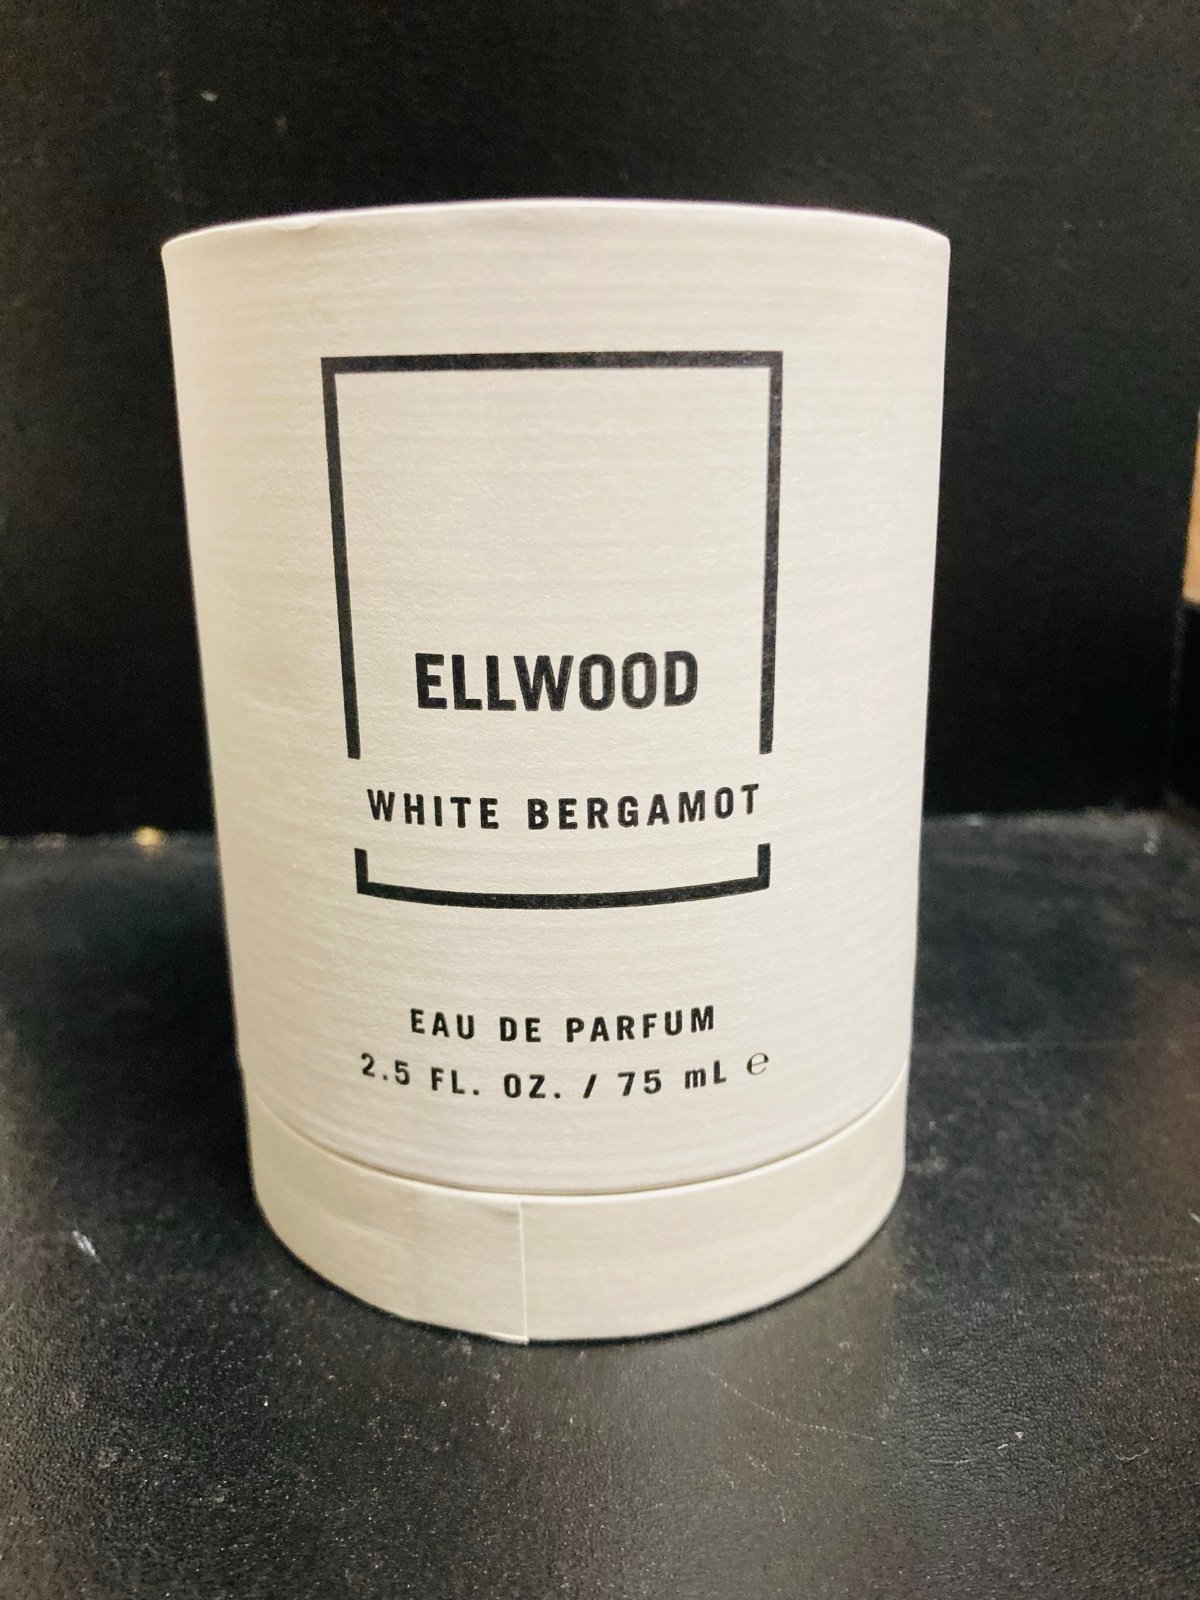 ELLWOOD
WHITE BERGAMOT
EAU DE PARFUM
2.5 FL. OZ. / 75 mL ℮